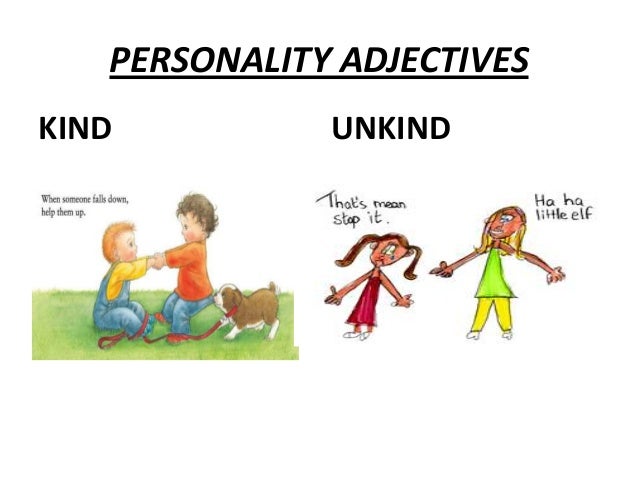 PERSONALITY ADJECTIVES
KIND
UNKIND
When someone falls down,
help them up.
That's mean
stop it.
Ha ha
little elf